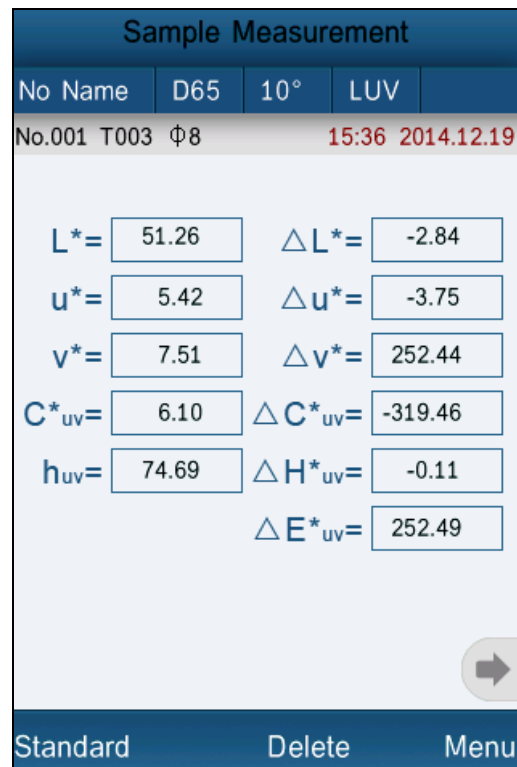 Sample Measurement
No Name D65 10° LUV
No.001 T003 Φ8 15:36 2014.12.19
L*= 51.26 △L*= -2.84
u*= 5.42 △u*= -3.75
v*= 7.51 △v*= 252.44
C*uv= 6.10 △C*uv= -319.46
huv= 74.69 △H*uv= -0.11
△E*uv= 252.49
Standard Delete Menu